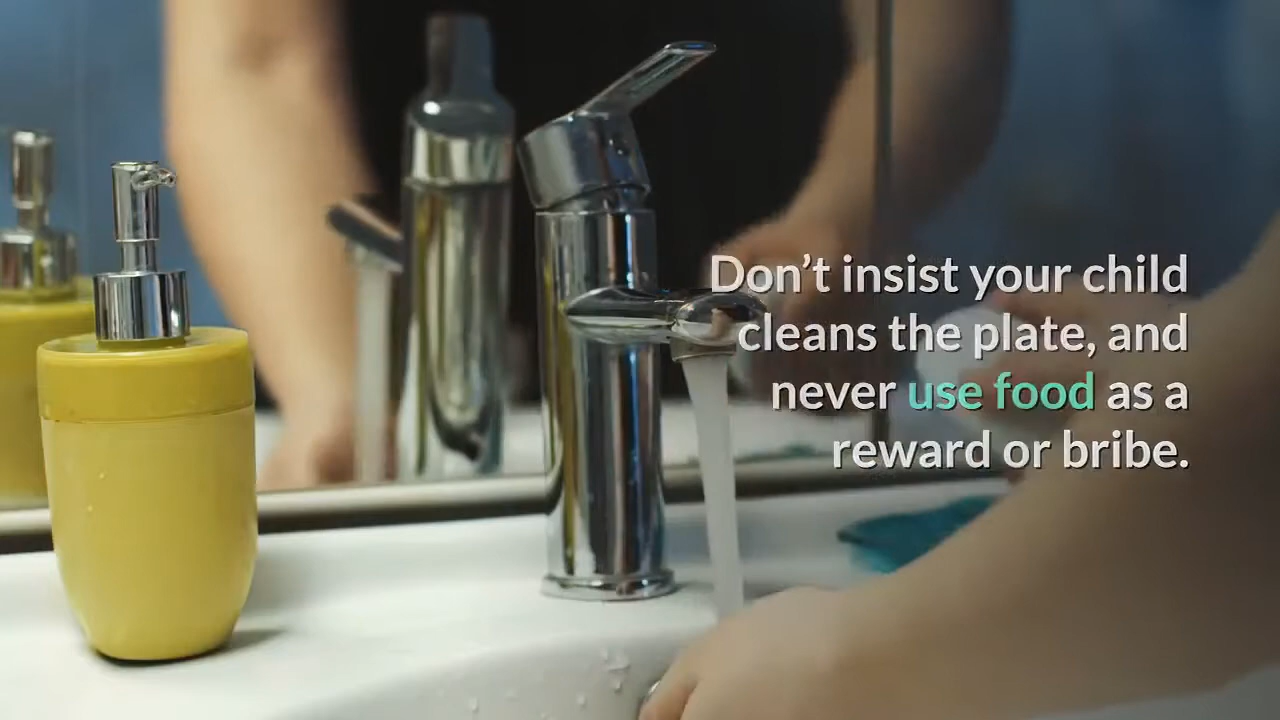 Don't insist your child
cleans the plate, and
never use food as a
reward or bribe.